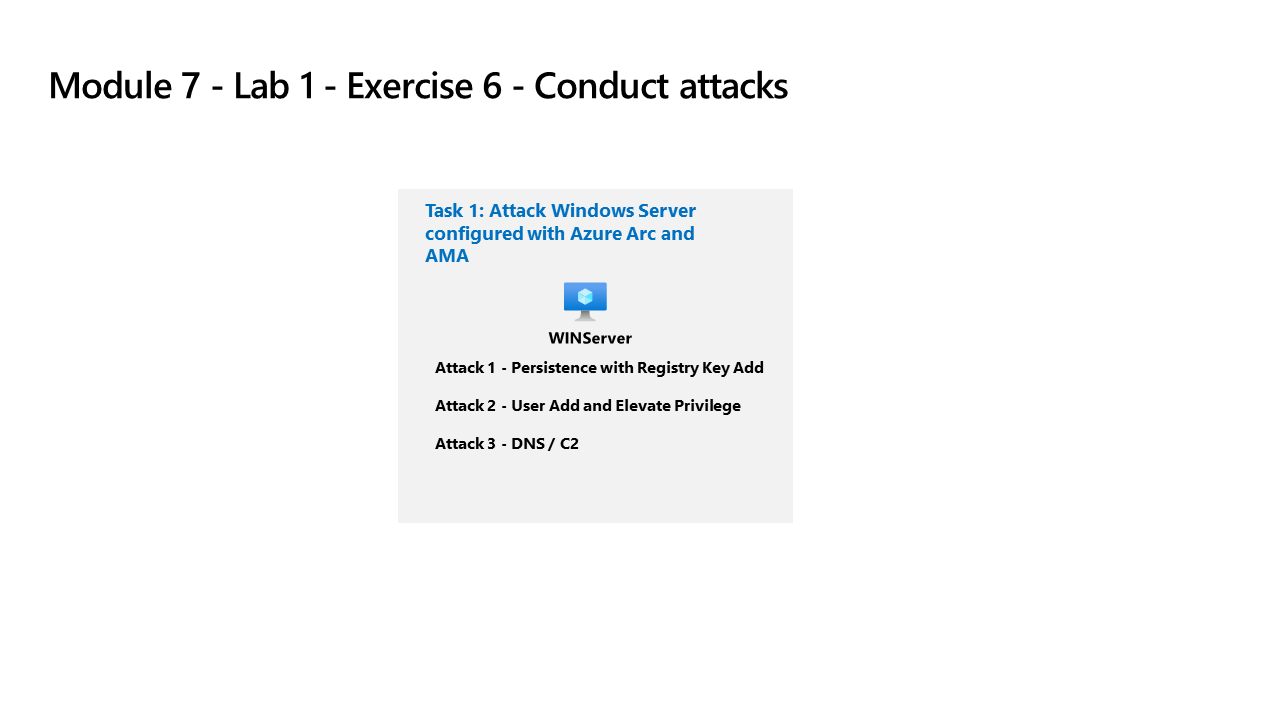 Module 7 - Lab 1 - Exercise 6 - Conduct attacks
Task 1: Attack Windows Server
configured with Azure Arc and
AMA
WINServer
Attack 1 - Persistence with Registry Key Add
Attack 2 - User Add and Elevate Privilege
Attack 3 - DNS / C2